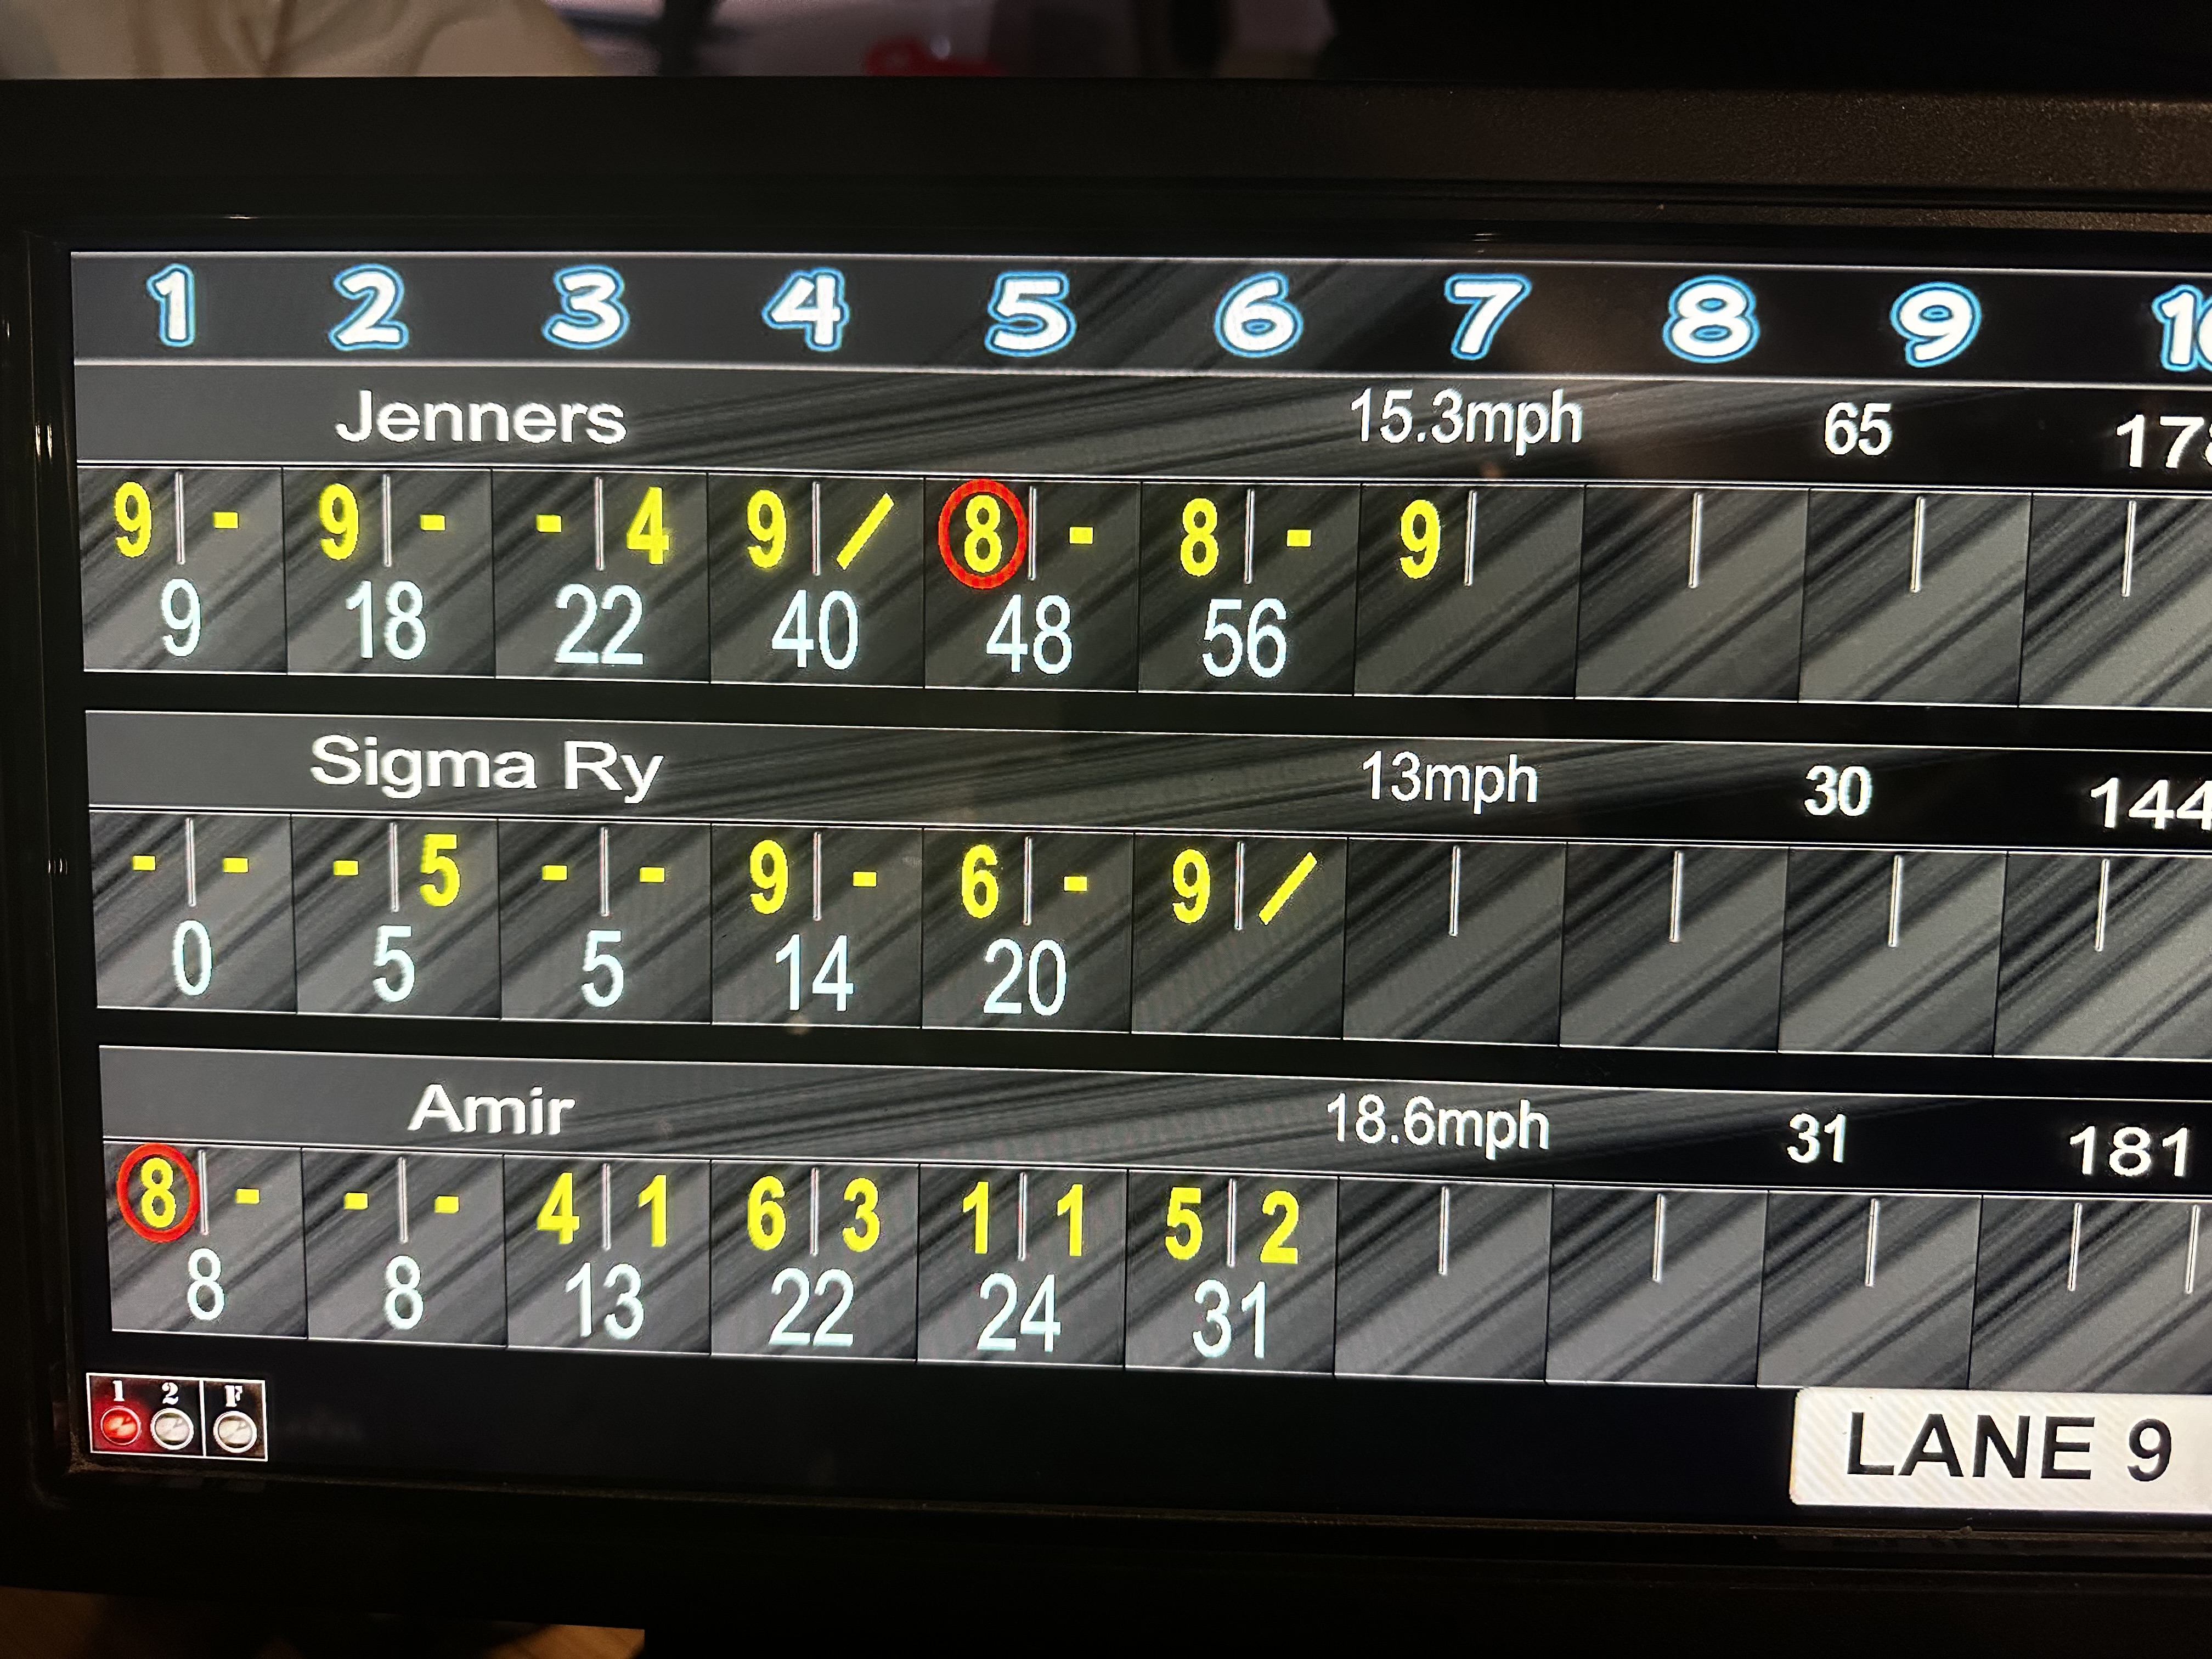 1 2 3 4 5 6 7 8 9
Jenners 15.3mph 65
9 - 9 - - 4 9 / 8 - 8 - 9
9 18 22 40 48 56
Sigma Ry 13mph 30 144
- - - 5 - - 9 - 6 - 9 /
0 5 5 14 20
Amir 18.6mph 31 181
8 - - - 4 1 6 3 1 1 5 2
8 8 13 22 24 31
1 2 F
LANE 9